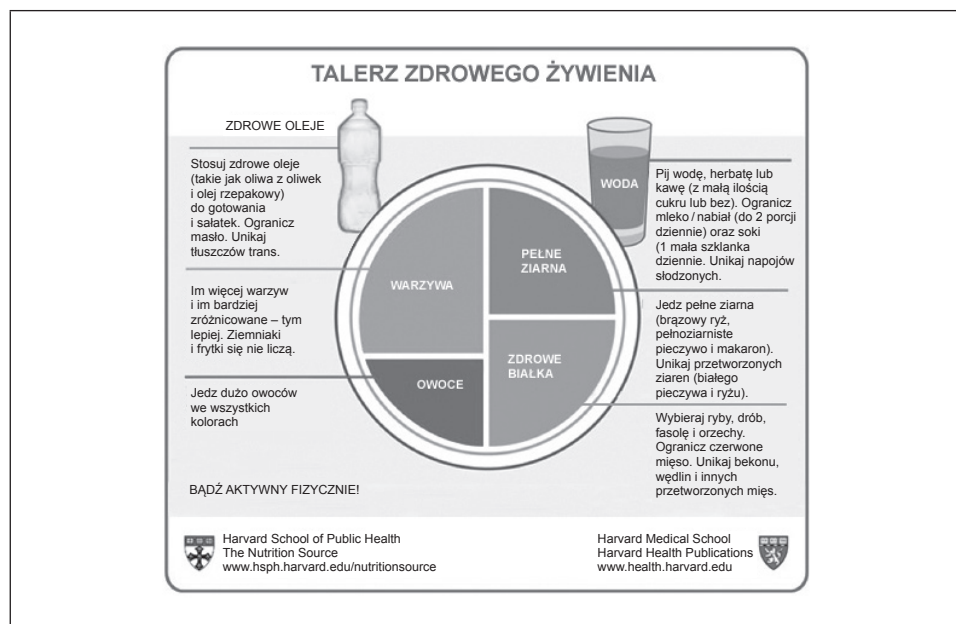 TALERZ ZDROWEGO ŻYWIENIA
ZDROWE OLEJE
Stosuj zdrowe oleje
(takie jak oliwa z oliwek
i olej rzepakowy)
do gotowania
i sałatek. Ogranicz
masło. Unikaj
tłuszczów trans.
Im więcej warzyw
i im bardziej
zróżnicowane – tym
lepiej. Ziemniaki
i frytki się nie liczą.
Jedz dużo owoców
we wszystkich
kolorach
BĄDŹ AKTYWNY FIZYCZNIE!
WARZYWA
OWOCE
PEŁNE
ZIARNA
ZDROWE
BIAŁKA
WODA
Pij wodę, herbatę lub
kawę (z małą ilością
cukru lub bez). Ogranicz
mleko / nabiał (do 2 porcji
dziennie) oraz soki
(1 mała szklanka
dziennie. Unikaj napojów
słodzonych.
Jedz pełne ziarna
(brązowy ryż,
pełnoziarniste
pieczywo i makaron).
Unikaj przetworzonych
ziaren (białego
pieczywa i ryżu).
Wybieraj ryby, drób,
fasolę i orzechy.
Ogranicz czerwone
mięso. Unikaj bekonu,
wędlin i innych
przetworzonych mięs.
Harvard School of Public Health
The Nutrition Source
www.hsph.harvard.edu/nutritionsource
Harvard Medical School
Harvard Health Publications
www.health.harvard.edu